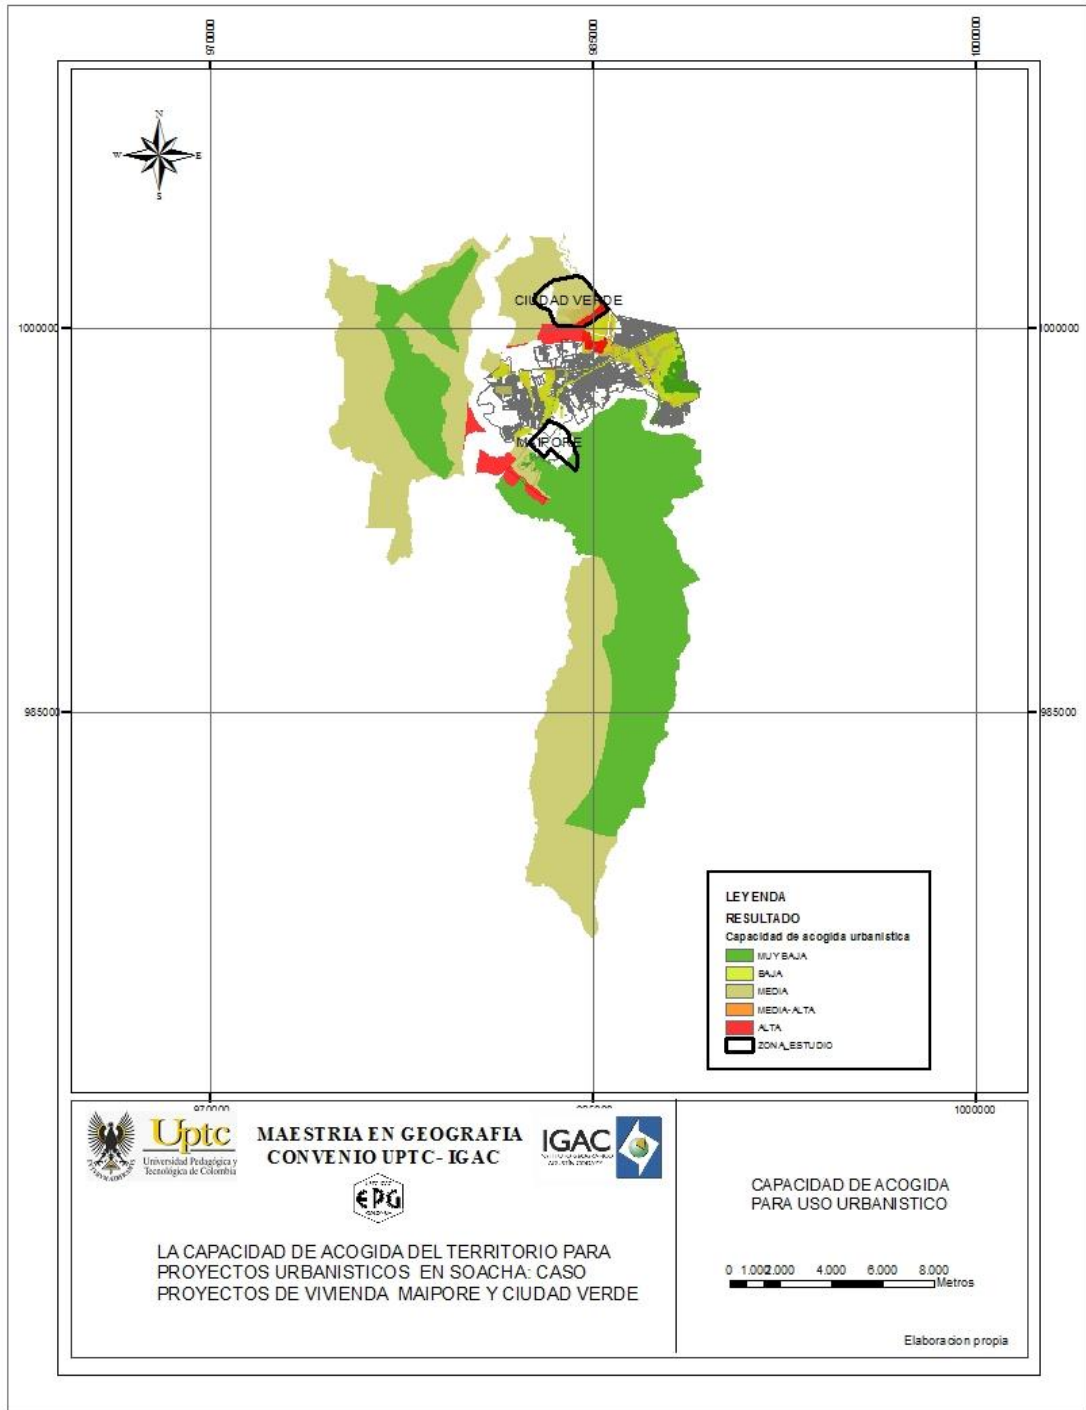 970000
985000
1000000
N
W
E
S
CIUDAD VERDE
1000000
1000000
MAIPORE
985000
985000
LEYENDA
RESULTADO
Capacidad de acogida urbanistica
MUY BAJA
BAJA
MEDIA
MEDIA-ALTA
ALTA
ZONA_ESTUDIO
970000
985000
1000000
Uptc
Universidad Pedagógica y
Tecnológica de Colombia
MAESTRIA EN GEOGRAFIA
CONVENIO UPTC- IGAC
IGAC
EPG
CAPACIDAD DE ACOGIDA
PARA USO URBANISTICO
LA CAPACIDAD DE ACOGIDA DEL TERRITORIO PARA
PROYECTOS URBANISTICOS EN SOACHA: CASO
PROYECTOS DE VIVIENDA MAIPORE Y CIUDAD VERDE
0 1.000 2.000 4.000 6.000 8.000
Metros
Elaboracion propia